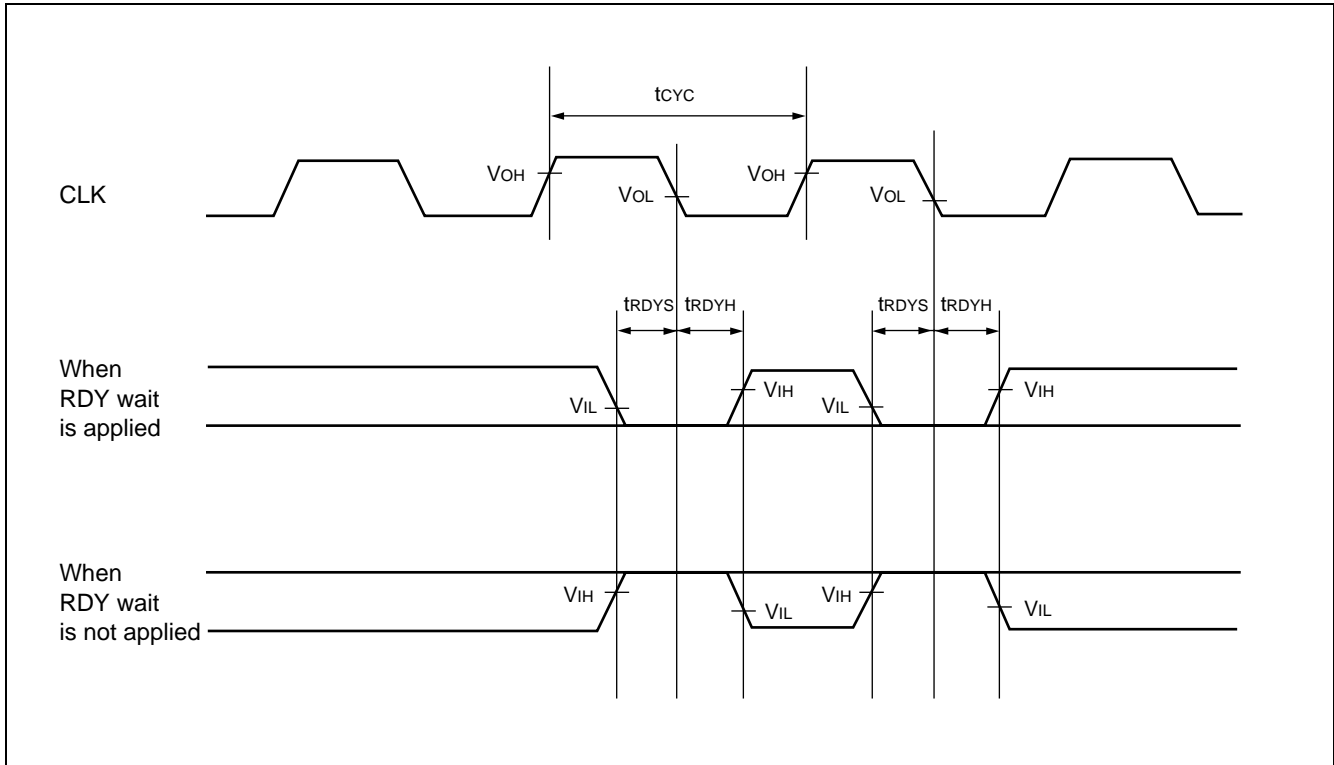 tCYC
VOH
VOL
VOH
VOL
CLK
tRDYS
tRDYH
tRDYS
tRDYH
When
RDY wait
is applied
VIL
VIH
VIL
VIH
When
RDY wait
is not applied
VIH
VIL
VIH
VIL